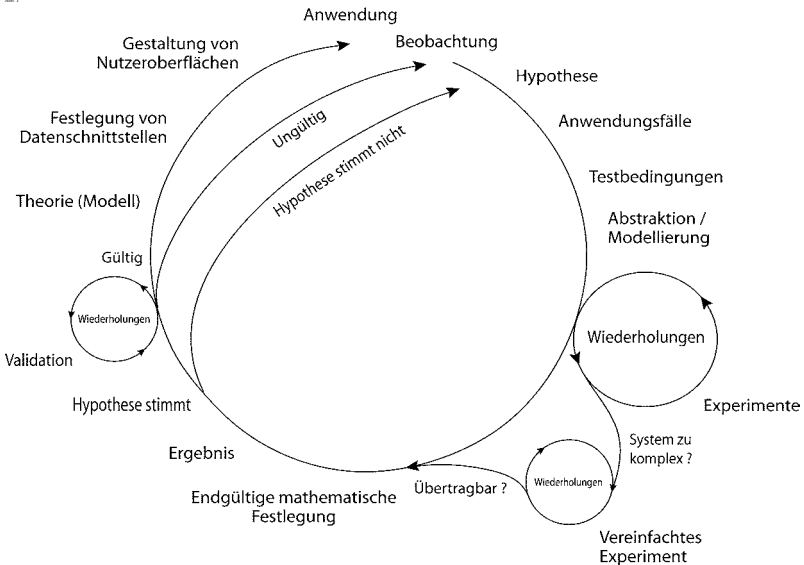 Anwendung
Beobachtung
Hypothese
Anwendungsfälle
Testbedingungen
Abstraktion /
Modellierung
Wiederholungen
Experimente
System zu
komplex ?
Wiederholungen
Vereinfachtes
Experiment
Übertragbar ?
Endgültige mathematische
Festlegung
Ergebnis
Hypothese stimmt
Hypothese stimmt nicht
Validation
Wiederholungen
Gültig
Ungültig
Theorie (Modell)
Festlegung von
Datenschnittstellen
Gestaltung von
Nutzeroberflächen